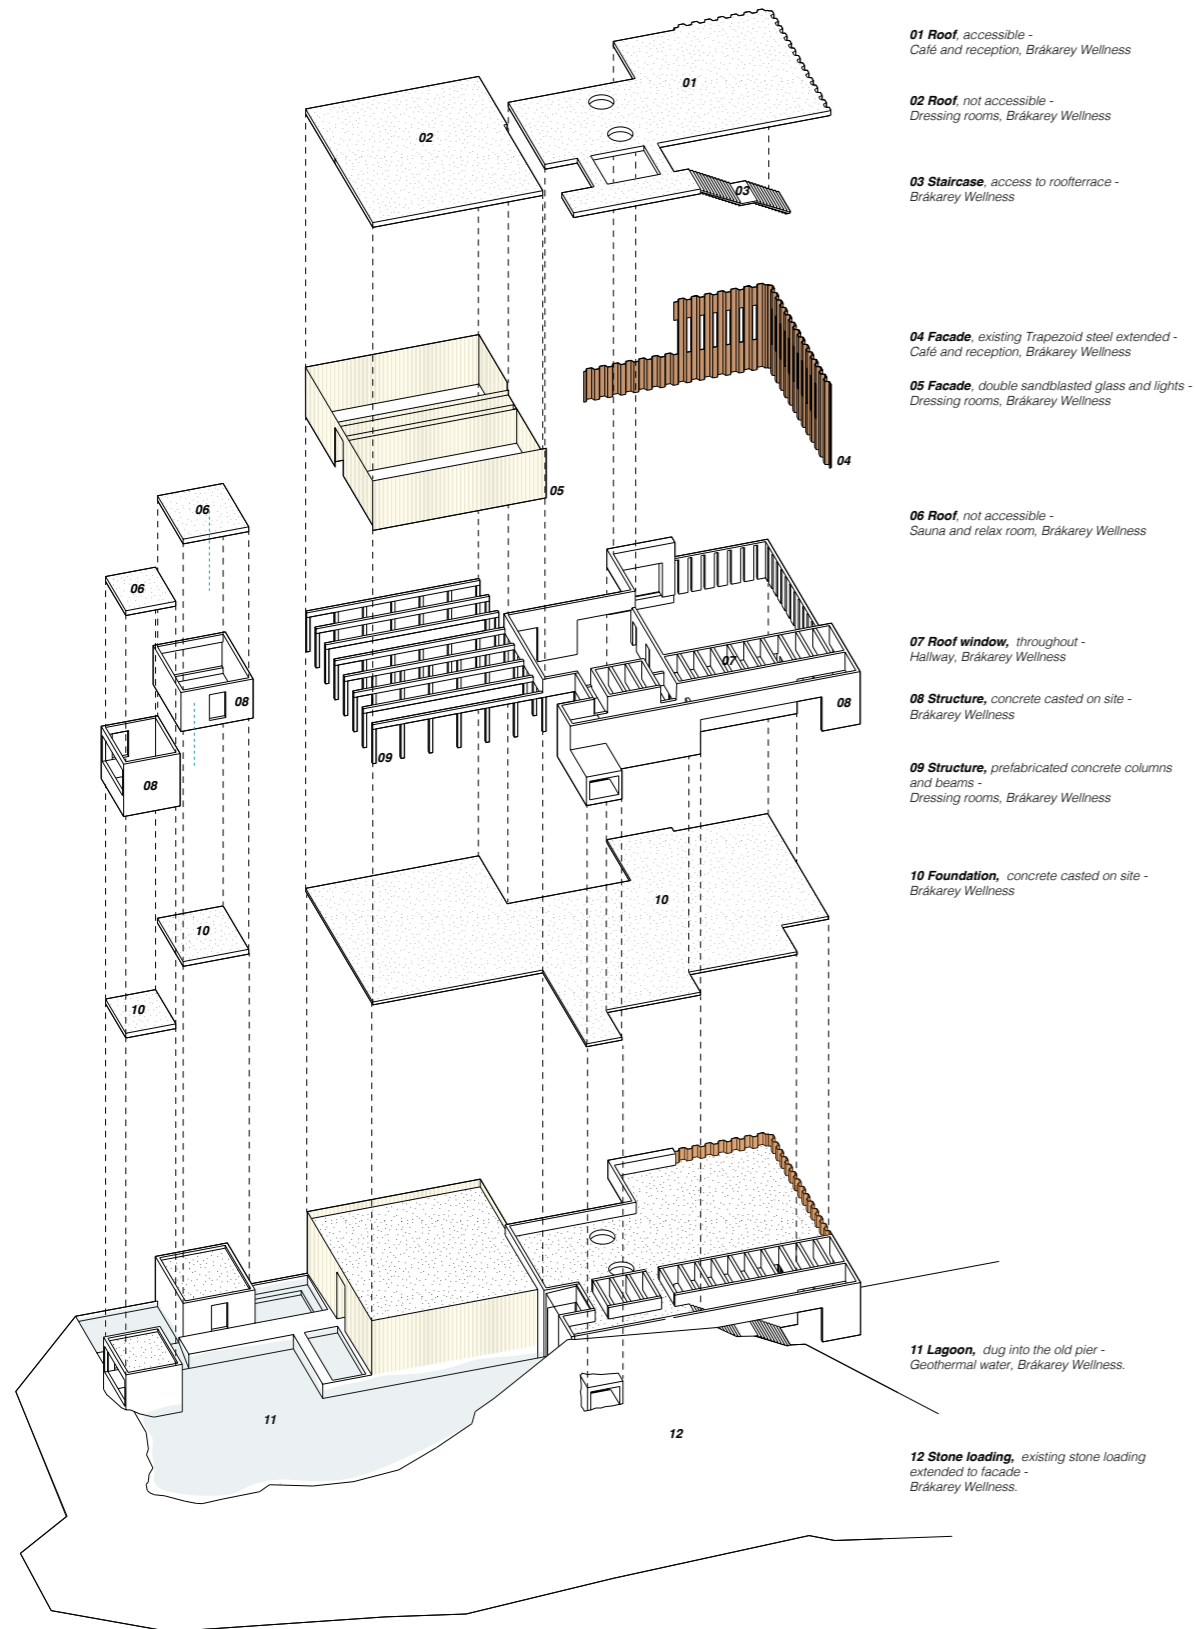 01 Roof, accessible -
Café and reception, Brákarey Wellness
02 Roof, not accessible -
Dressing rooms, Brákarey Wellness
03 Staircase, access to roofterrace -
Brákarey Wellness
04 Facade, existing Trapezoid steel extended -
Café and reception, Brákarey Wellness
05 Facade, double sandblasted glass and lights -
Dressing rooms, Brákarey Wellness
06 Roof, not accessible -
Sauna and relax room, Brákarey Wellness
07 Roof window, throughout -
Hallway, Brákarey Wellness
08 Structure, concrete casted on site -
Brákarey Wellness
09 Structure, prefabricated concrete columns
and beams -
Dressing rooms, Brákarey Wellness
10 Foundation, concrete casted on site -
Brákarey Wellness
11 Lagoon, dug into the old pier -
Geothermal water, Brákarey Wellness.
12 Stone loading, existing stone loading
extended to facade -
Brákarey Wellness.
01
02
03
04
05
06
06
07
08
08
08
09
10
10
10
11
12